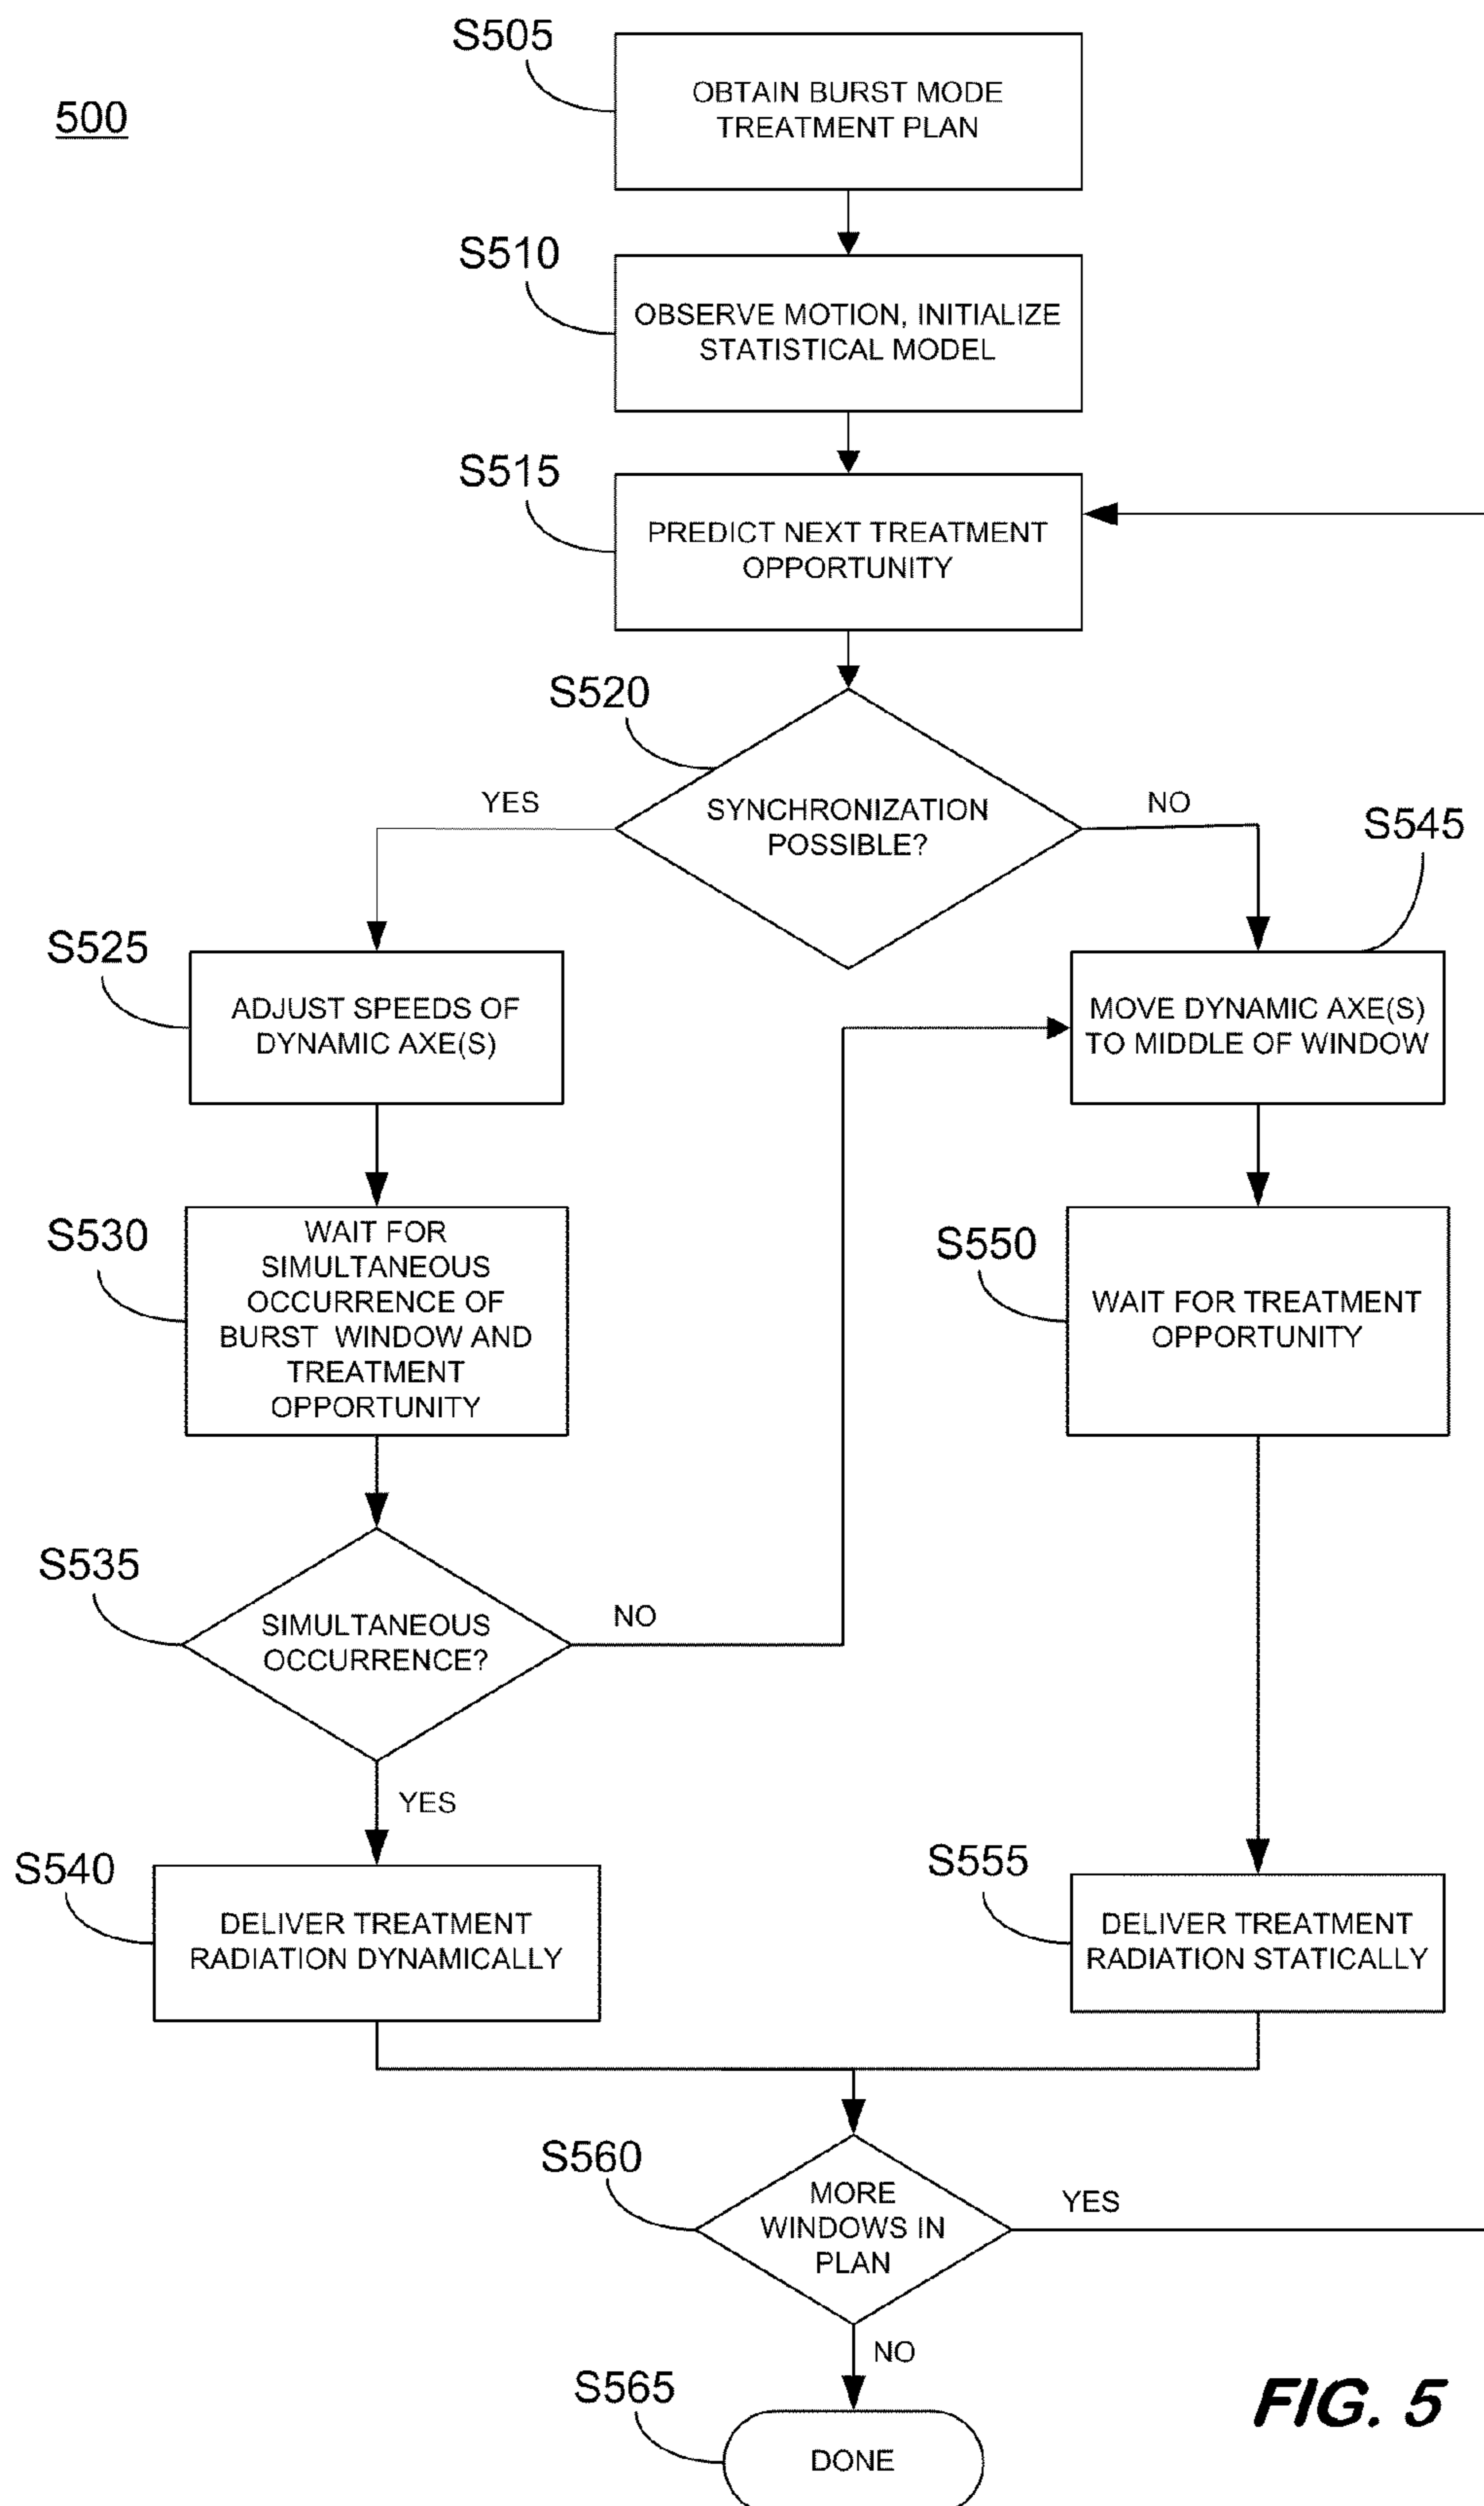 500
S505
OBTAIN BURST MODE
TREATMENT PLAN
S510
OBSERVE MOTION, INITIALIZE
STATISTICAL MODEL
S515
PREDICT NEXT TREATMENT
OPPORTUNITY
S520
SYNCHRONIZATION
POSSIBLE?
YES
NO
S525
ADJUST SPEEDS OF
DYNAMIC AXE(S)
S545
MOVE DYNAMIC AXE(S)
TO MIDDLE OF WINDOW
S530
WAIT FOR
SIMULTANEOUS
OCCURRENCE OF
BURST WINDOW AND
TREATMENT
OPPORTUNITY
S550
WAIT FOR TREATMENT
OPPORTUNITY
S535
SIMULTANEOUS
OCCURRENCE?
NO
YES
S540
DELIVER TREATMENT
RADIATION DYNAMICALLY
S555
DELIVER TREATMENT
RADIATION STATICALLY
S560
MORE
WINDOWS IN
PLAN
YES
NO
S565
DONE
FIG. 5